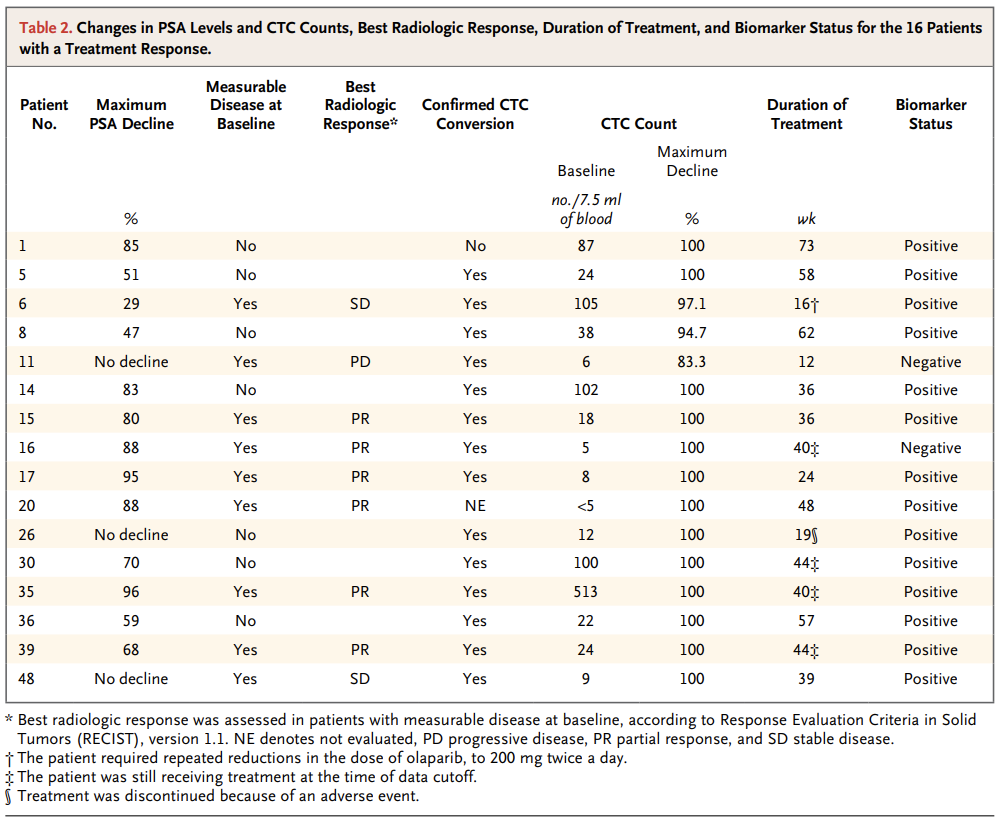 Table 2. Changes in PSA Levels and CTC Counts, Best Radiologic Response, Duration of Treatment, and Biomarker Status for the 16 Patients
with a Treatment Response.
Patient No. Maximum PSA Decline Measurable Disease at Baseline Best Radiologic Response* Confirmed CTC Conversion CTC Count Duration of Treatment Biomarker Status
Baseline Maximum Decline
% no./7.5 ml of blood % wk
1 85 No No 87 100 73 Positive
5 51 No Yes 24 100 58 Positive
6 29 Yes SD Yes 105 97.1 16† Positive
8 47 No Yes 38 94.7 62 Positive
11 No decline Yes PD Yes 6 83.3 12 Negative
14 83 No Yes 102 100 36 Positive
15 80 Yes PR Yes 18 100 36 Positive
16 88 Yes PR Yes 5 100 40‡ Negative
17 95 Yes PR Yes 8 100 24 Positive
20 88 Yes PR NE <5 100 48 Positive
26 No decline No Yes 12 100 19§ Positive
30 70 No Yes 100 100 44‡ Positive
35 96 Yes PR Yes 513 100 40‡ Positive
36 59 No Yes 22 100 57 Positive
39 68 Yes PR Yes 24 100 44‡ Positive
48 No decline Yes SD Yes 9 100 39 Positive
* Best radiologic response was assessed in patients with measurable disease at baseline, according to Response Evaluation Criteria in Solid
Tumors (RECIST), version 1.1. NE denotes not evaluated, PD progressive disease, PR partial response, and SD stable disease.
† The patient required repeated reductions in the dose of olaparib, to 200 mg twice a day.
‡ The patient was still receiving treatment at the time of data cutoff.
§ Treatment was discontinued because of an adverse event.